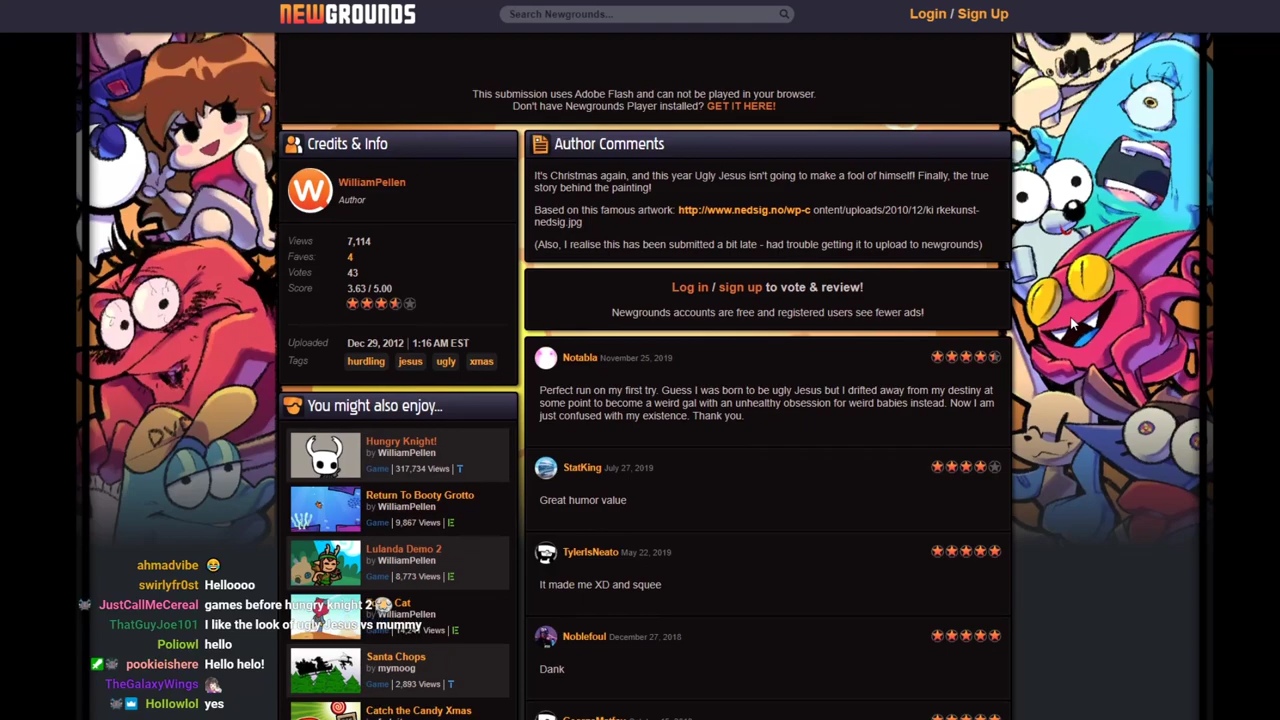 NEWGROUNDS
Search Newgrounds...
Login / Sign Up
This submission uses Adobe Flash and can not be played in your browser.
Don't have Newgrounds Player installed? GET IT HERE!
Credits & Info
WilliamPellen
Author
Views 7,114
Faves: 4
Votes 43
Score 3.63 / 5.00
Uploaded Dec 29, 2012 | 1:16 AM EST
Tags hurdling jesus ugly xmas
You might also enjoy...
Hungry Knight!
by WilliamPellen
Game | 317,734 Views | T
Return To Booty Grotto
Game | 9,867 Views | E
Lulanda Demo 2
by WilliamPellen
Game | 8,773 Views | E
Cat
by WilliamPellen
Views | E
Santa Chops
by mymoog
Game | 2,893 Views | T
Catch the Candy Xmas
Author Comments
It's Christmas again, and this year Ugly Jesus isn't going to make a fool of himself! Finally, the true
story behind the painting!
Based on this famous artwork: http://www.nedsig.no/wp-c ontent/uploads/2010/12/ki rkekunst-
nedsig.jpg
(Also, I realise this has been submitted a bit late - had trouble getting it to upload to newgrounds)
Log in / sign up to vote & review!
Newgrounds accounts are free and registered users see fewer ads!
Notabla November 25, 2019
Perfect run on my first try. Guess I was born to be ugly Jesus but I drifted away from my destiny at
some point to become a weird gal with an unhealthy obsession for weird babies instead. Now I am
just confused with my existence. Thank you.
StatKing July 27, 2019
Great humor value
TylerIsNeato May 22, 2019
It made me XD and squee
Noblefoul December 27, 2018
Dank
DVD
ahmadvibe
swirlyfr0st Helloooo
JustCallMeCereal games before hungry knight 2
ThatGuyJoe101 I like the look of ugly Jesus vs mummy
Poliowl hello
pookieishere Hello helo!
TheGalaxyWings
Hollowlol yes